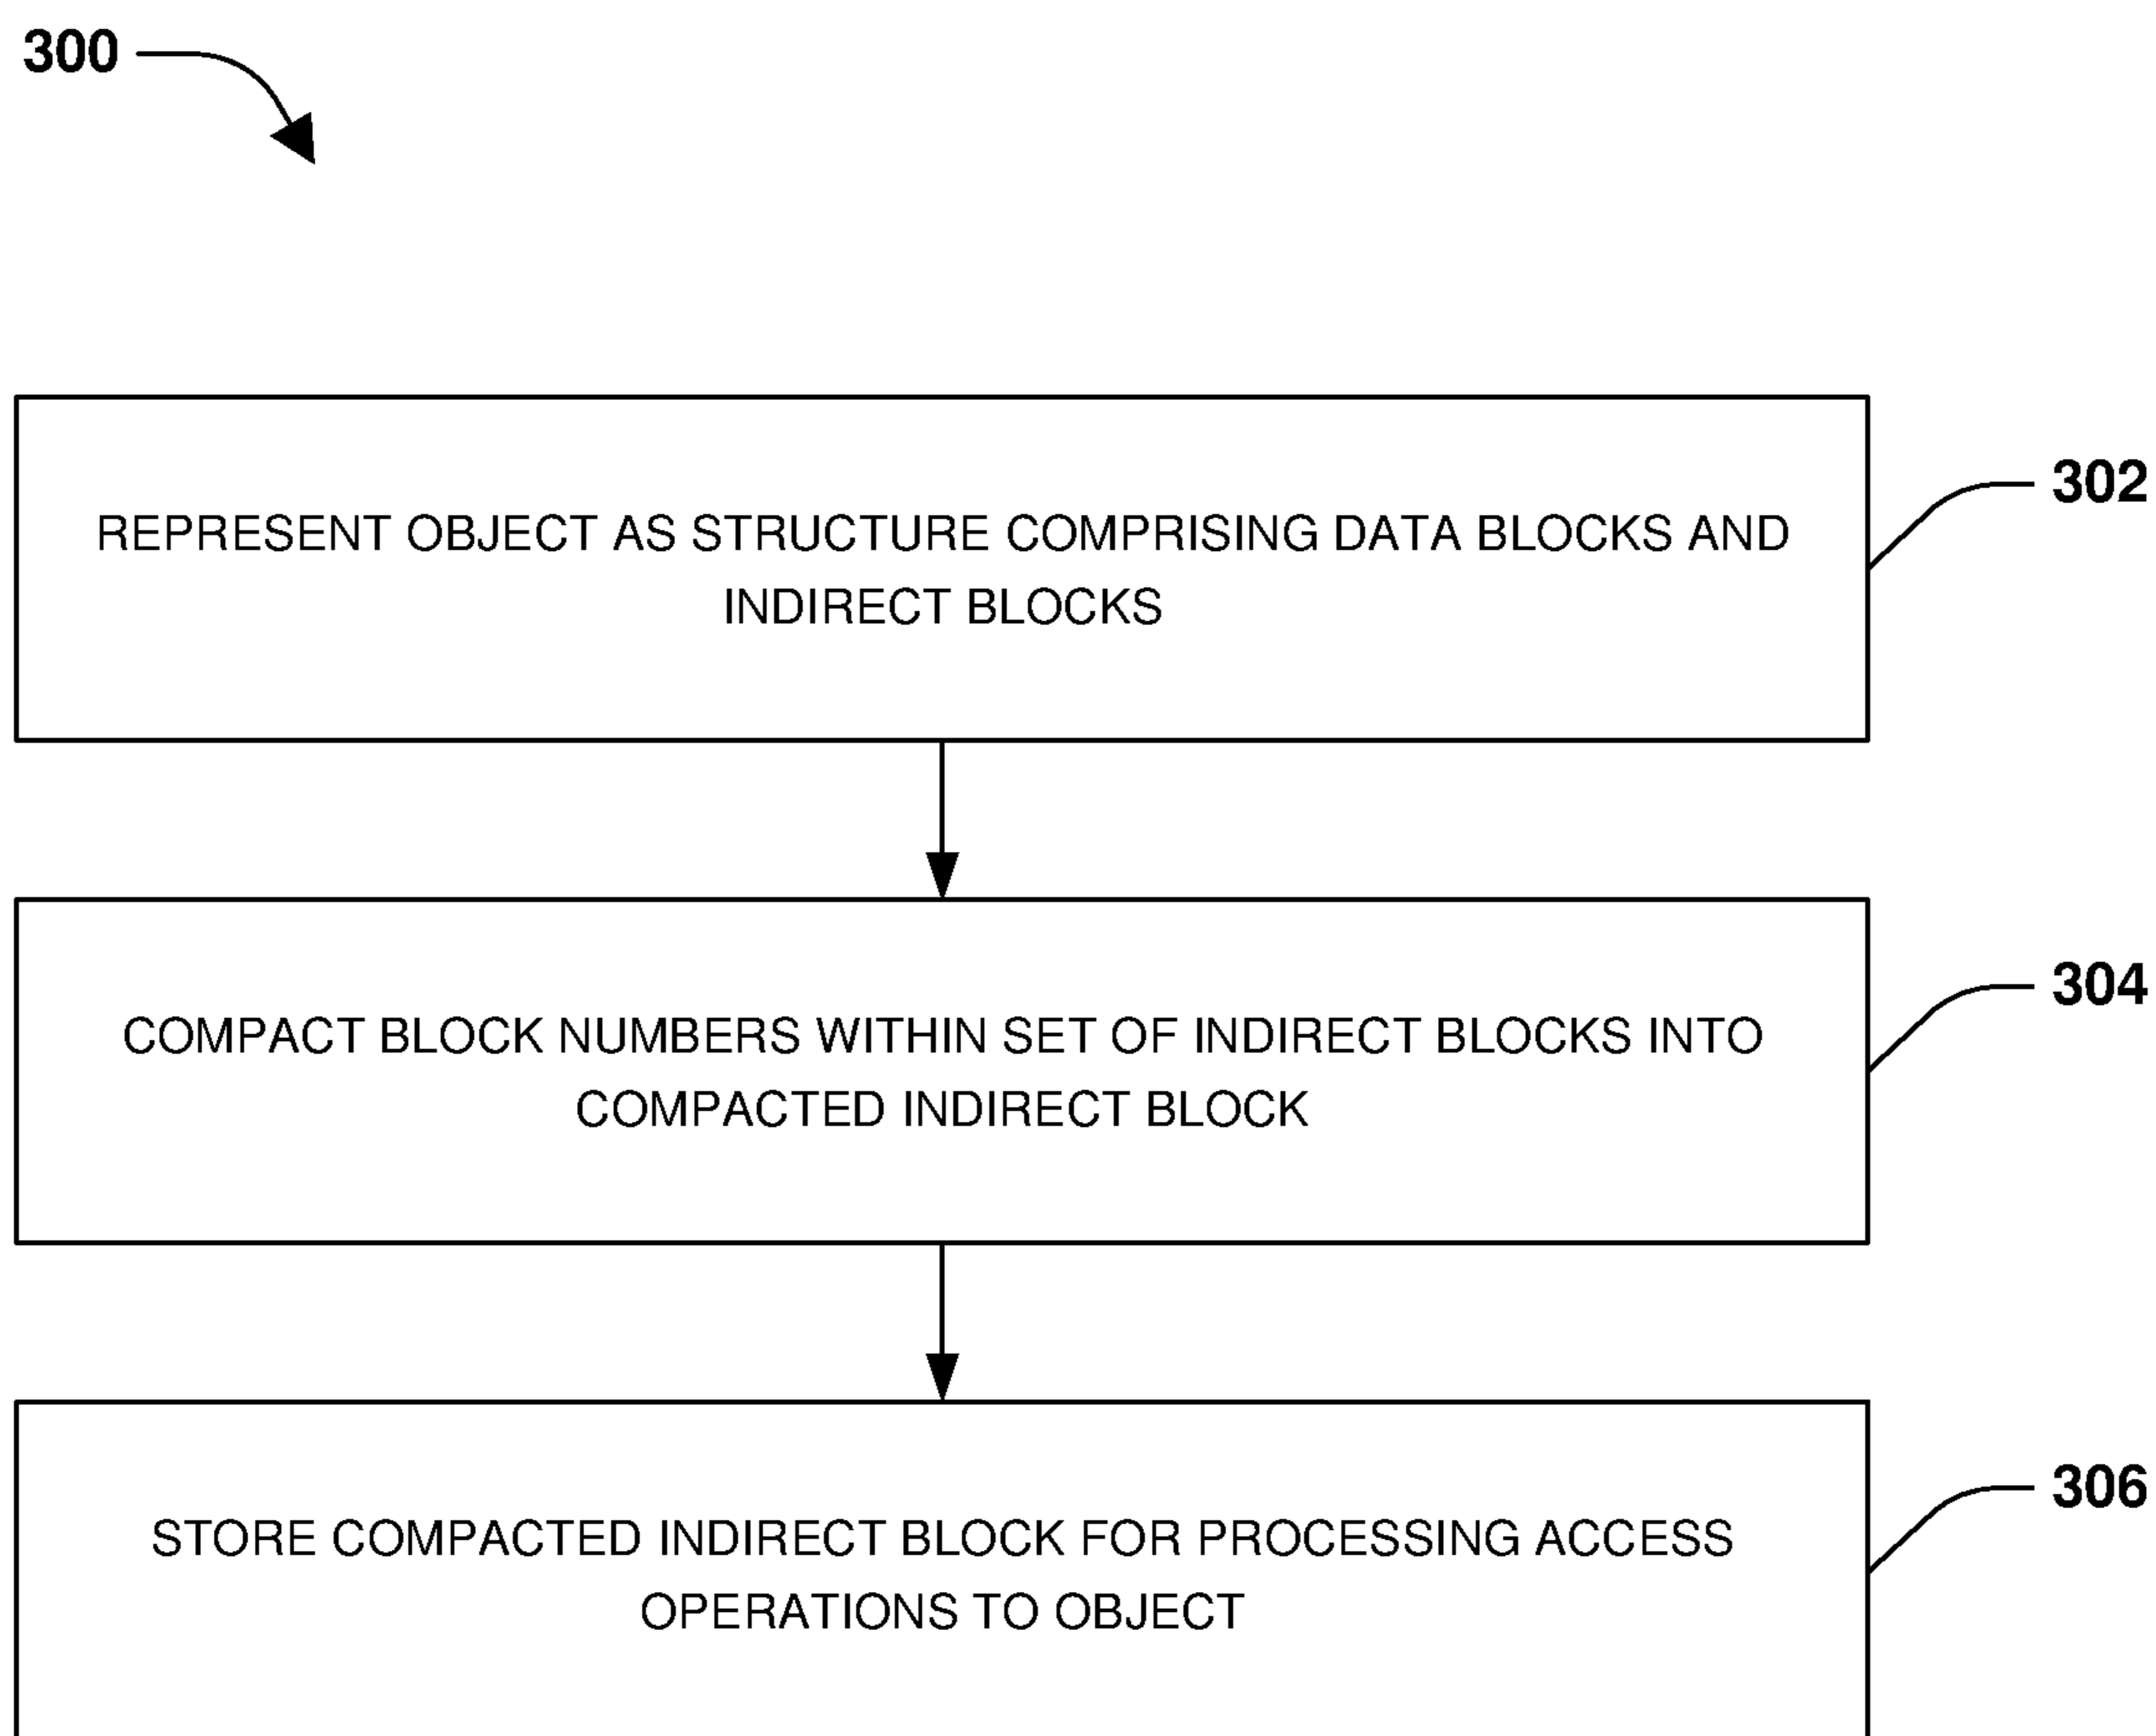 300
REPRESENT OBJECT AS STRUCTURE COMPRISING DATA BLOCKS AND
INDIRECT BLOCKS
302
COMPACT BLOCK NUMBERS WITHIN SET OF INDIRECT BLOCKS INTO
COMPACTED INDIRECT BLOCK
304
STORE COMPACTED INDIRECT BLOCK FOR PROCESSING ACCESS
OPERATIONS TO OBJECT
306